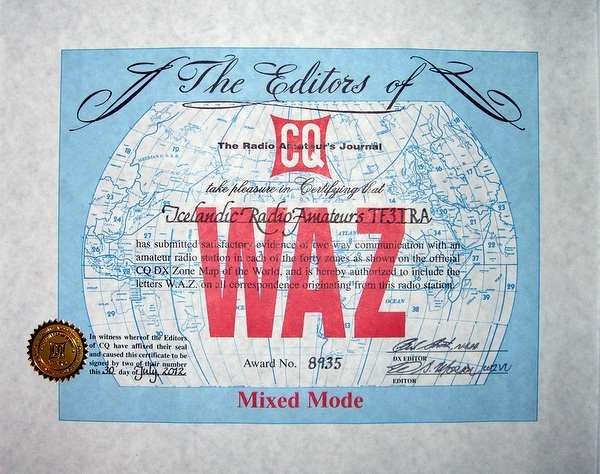 The Editors of
CQ
The Radio Amateur's Journal
take pleasure in Certifying that
Icelandic Radio Amateurs TF3IRA
WAZ
has submitted satisfactory evidence of two-way communication with an
amateur radio station in each of the forty zones as shown on the official
CQ DX Zone Map of the World, and is hereby authorized to include the
letters W.A.Z. on all correspondence originating from this radio station.
In witness whereof the Editors
of CQ have affixed their seal
and caused this certificate to be
signed by two of their number
this 30 day of July 2012
Award No. 8935
DX EDITOR
EDITOR
Mixed Mode